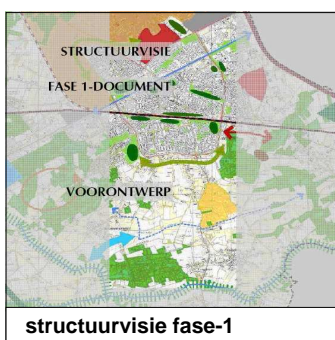 STRUCTUURVISIE
FASE 1-DOCUMENT
VOORONTWERP
structuurvisie fase-1